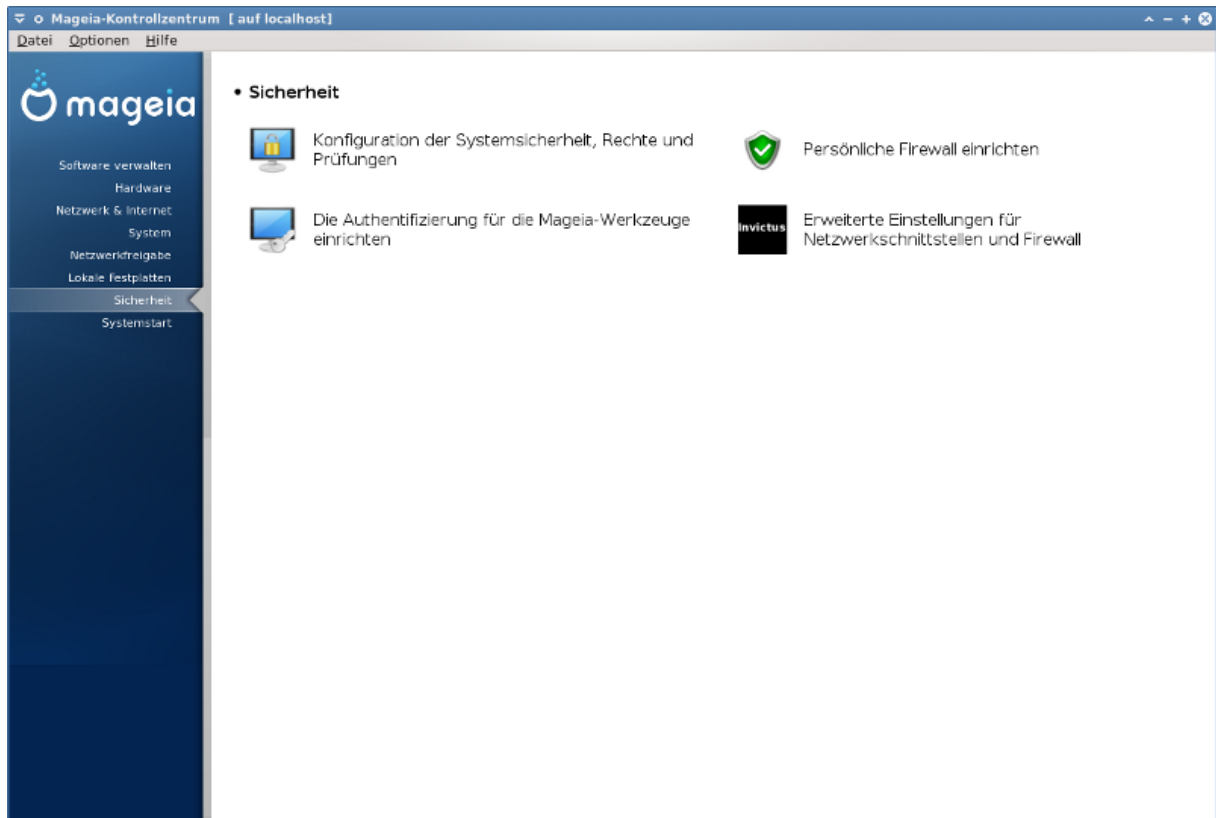 Mageia-Kontrollzentrum [ auf localhost]
Datei Optionen Hilfe
mageia
Software verwalten
Hardware
Netzwerk & Internet
System
Netzwerkfreigabe
Lokale Festplatten
Sicherheit
Systemstart
• Sicherheit
Konfiguration der Systemsicherheit, Rechte und
Prüfungen
Persönliche Firewall einrichten
Die Authentifizierung für die Mageia-Werkzeuge
einrichten
Invictus
Erweiterte Einstellungen für
Netzwerkschnittstellen und Firewall